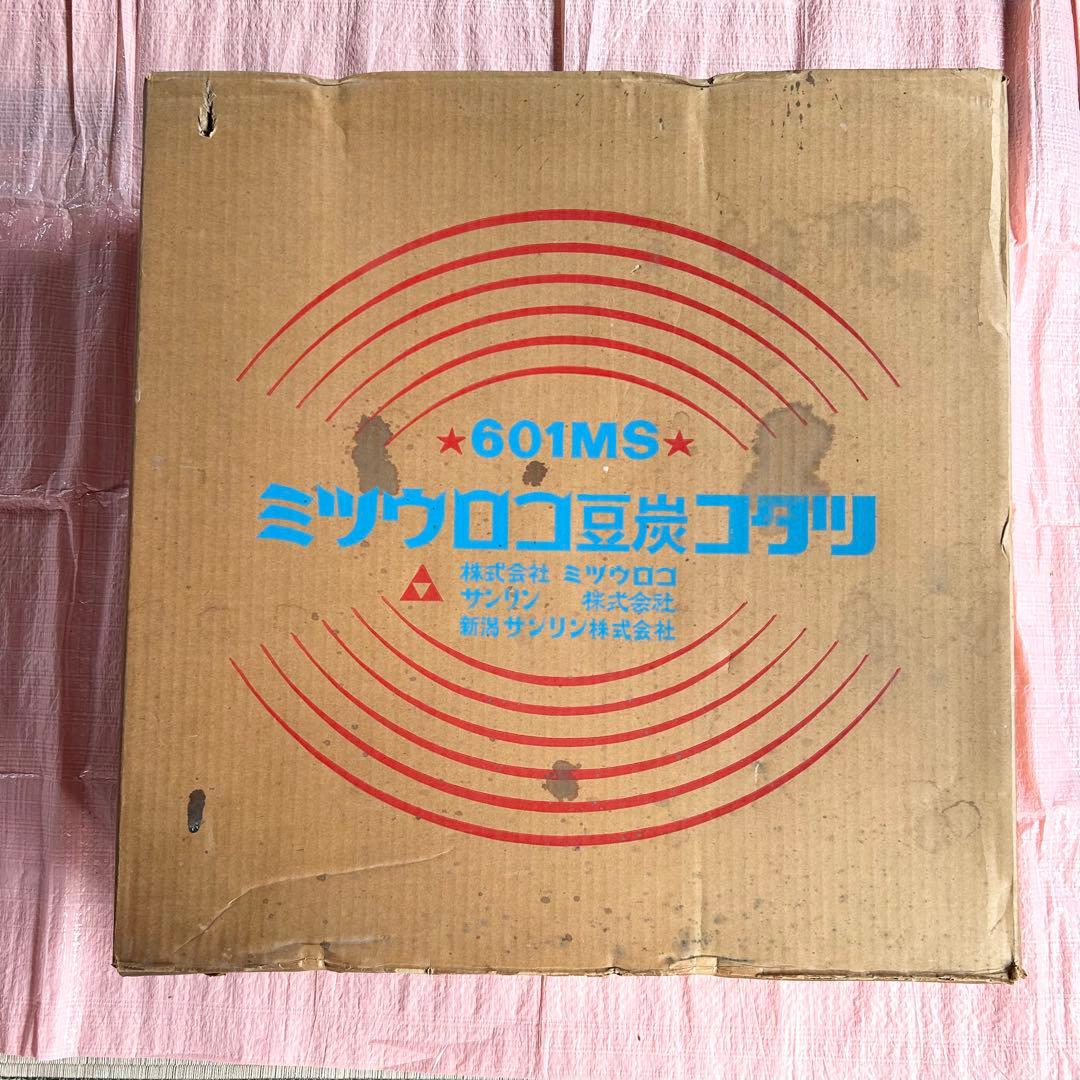 ★601MS★
ミツウロコ豆炭コタツ
株式会社 ミツウロコ
サンリン 株式会社
新潟サンリン株式会社